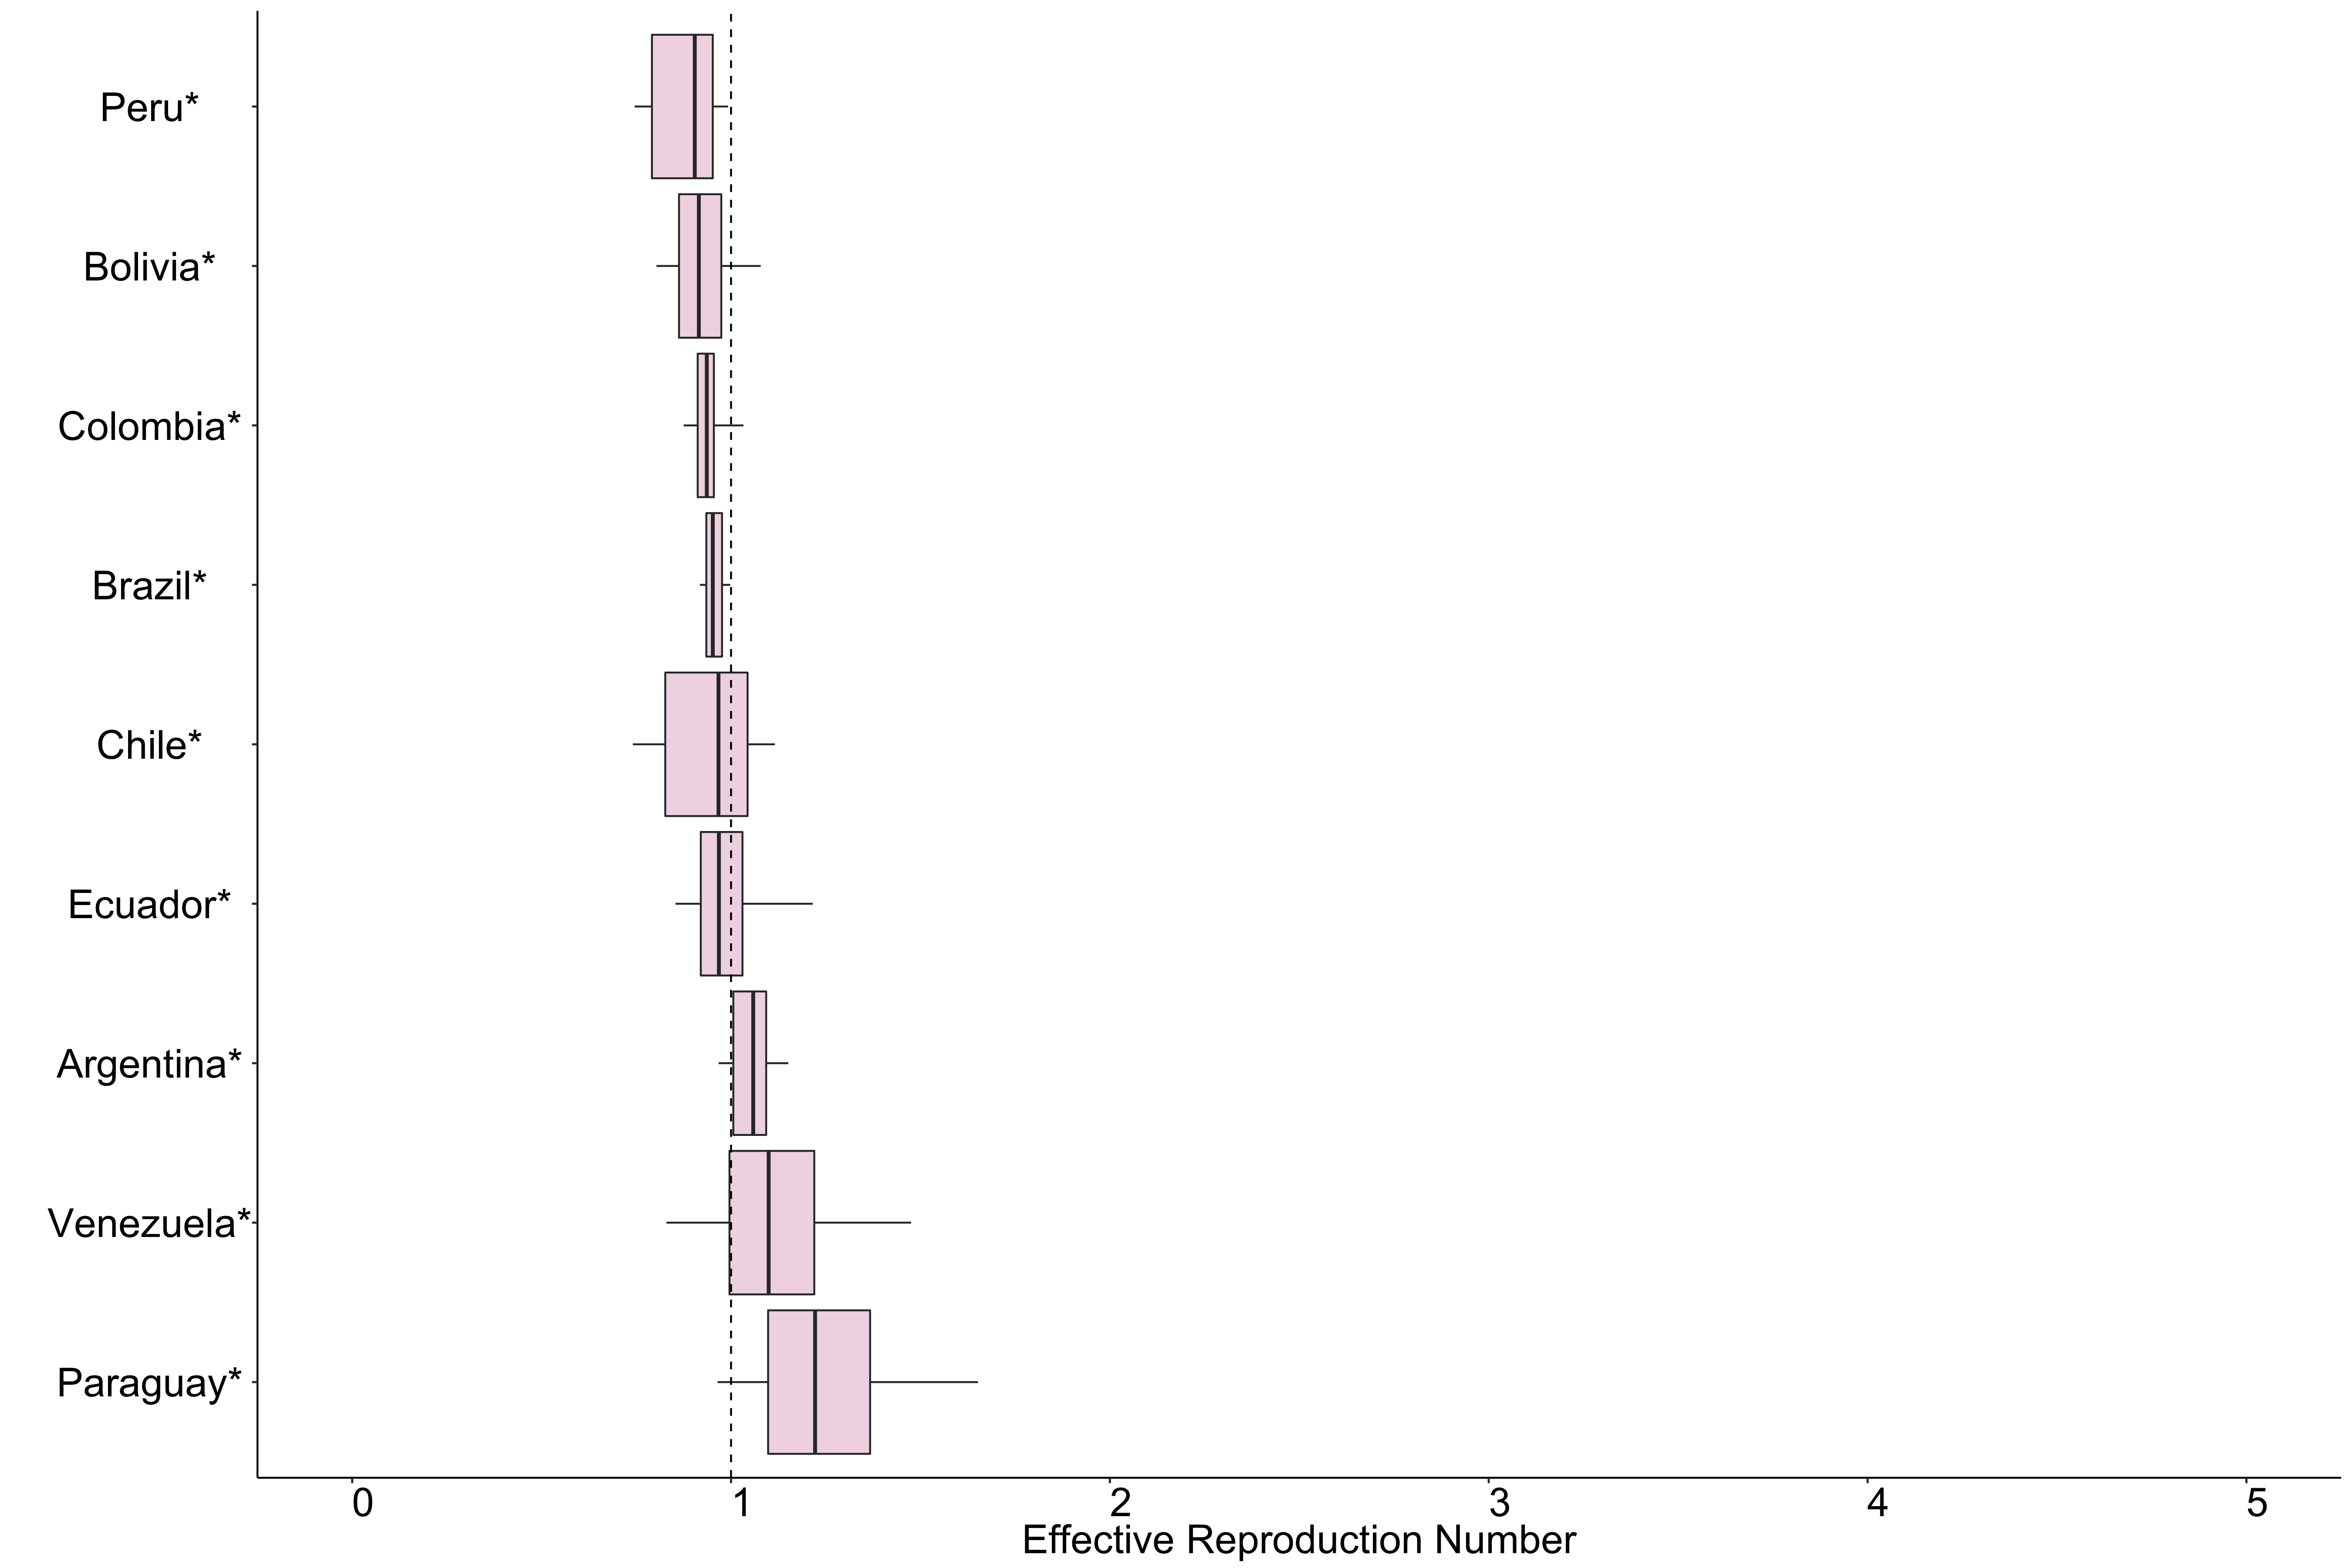 Peru*
Bolivia*
Colombia*
Brazil*
Chile*
Ecuador*
Argentina*
Venezuela*
Paraguay*
0 1 2 3 4 5
Effective Reproduction Number